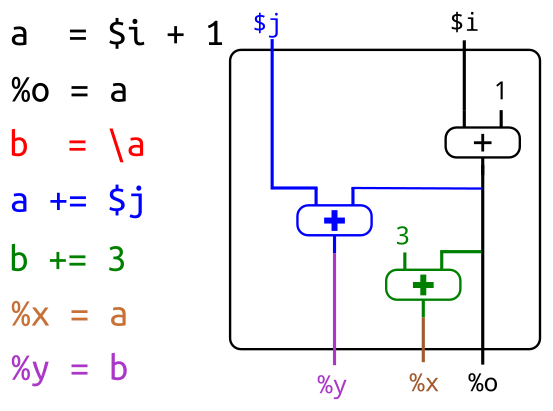 a = $i + 1
%o = a
b = \a
a += $j
b += 3
%x = a
%y = b
$j
$i
1
+
+
3
+
%y
%x
%o